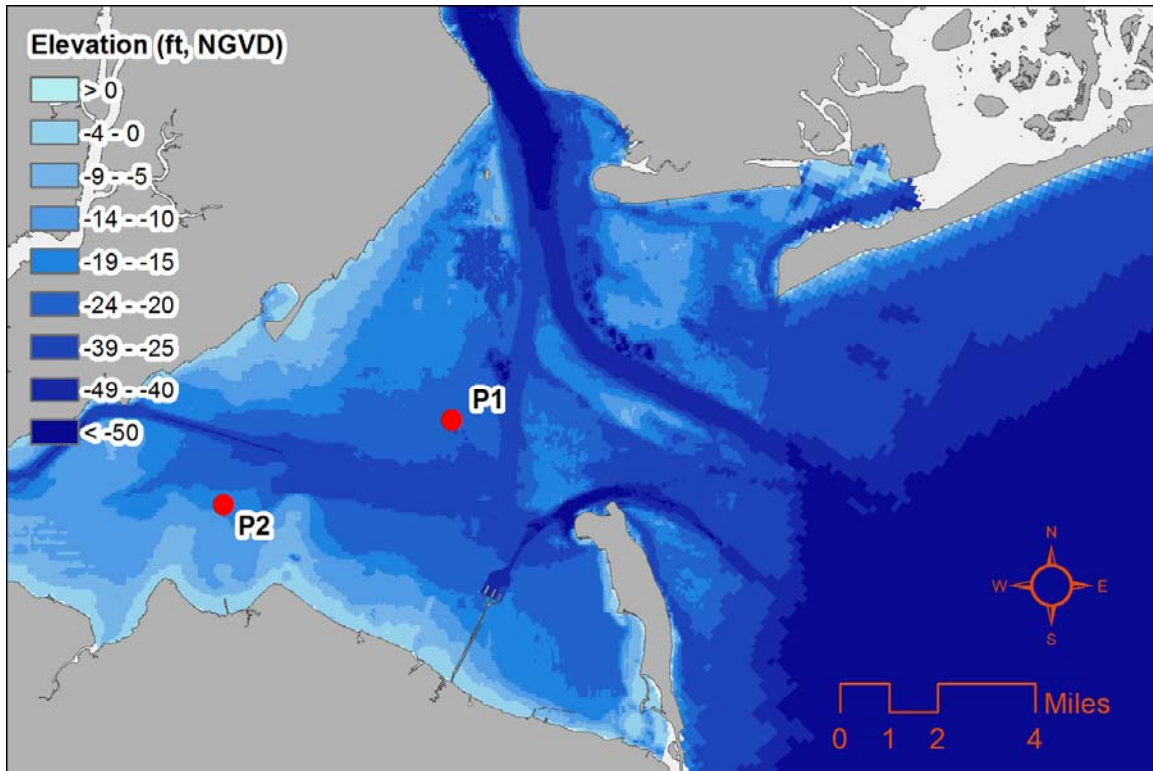 Elevation (ft, NGVD)
> 0
-4 - 0
-9 - -5
-14 - -10
-19 - -15
-24 - -20
-39 - -25
-49 - -40
< -50
P1
P2
N
W E
S
Miles
0 1 2 4